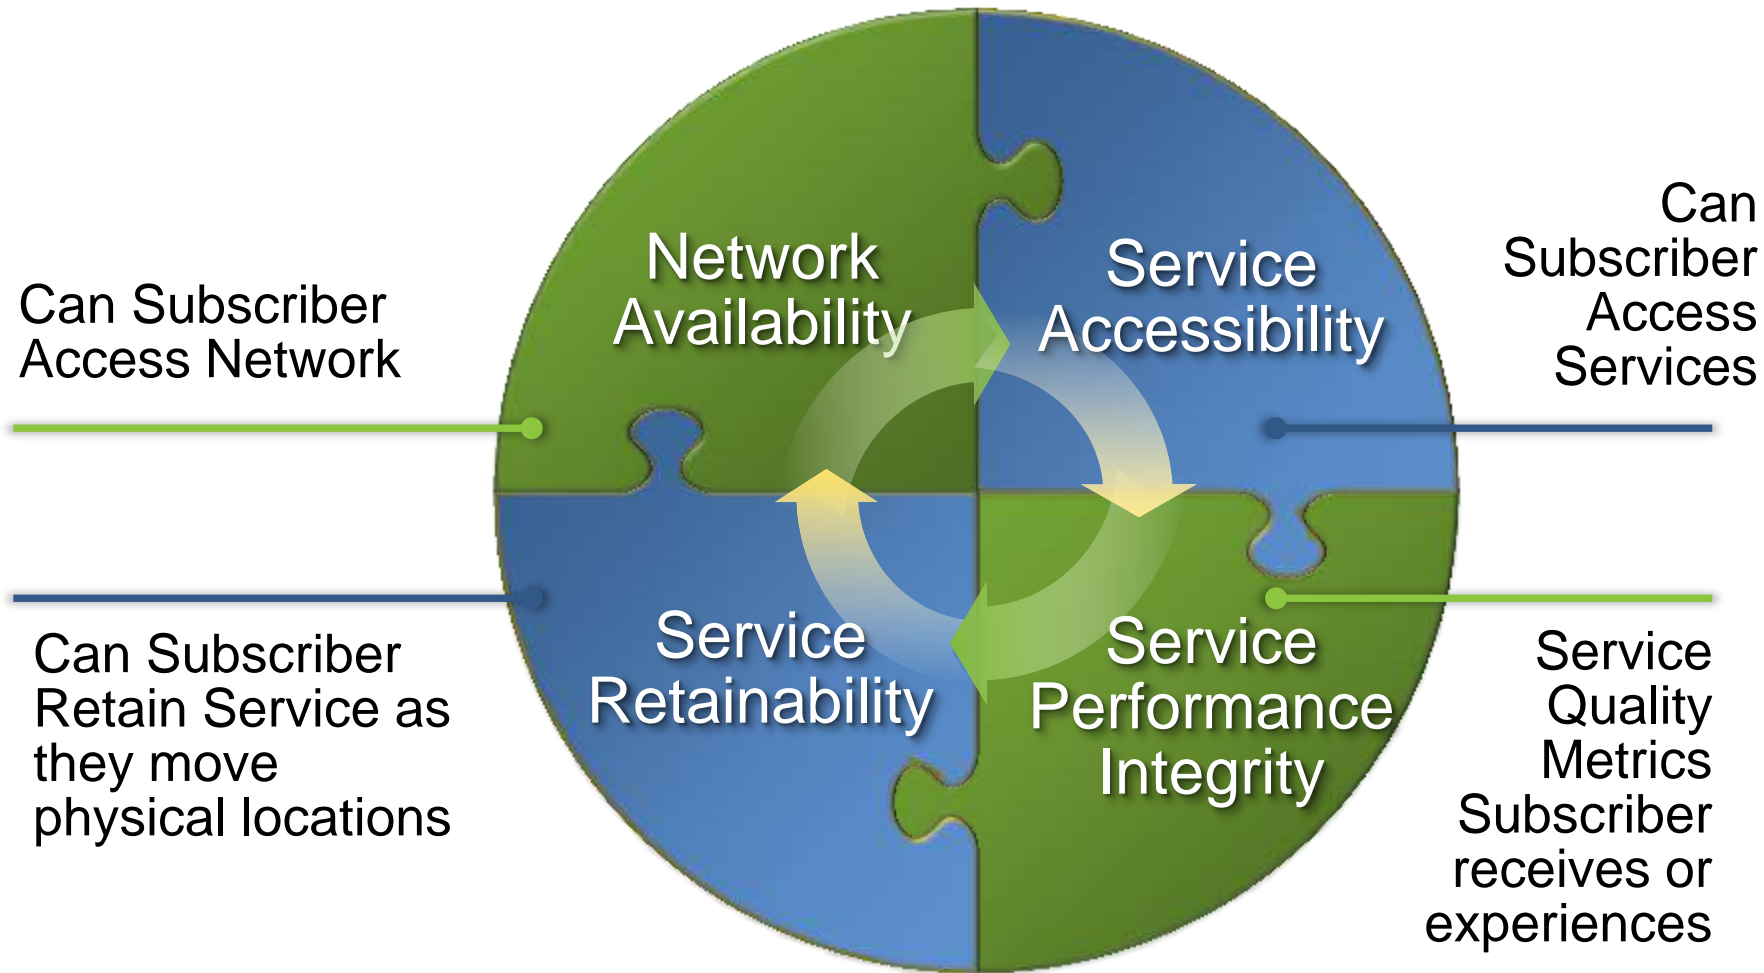 Network
Availability
Service
Accessibility
Can Subscriber
Access Network
Can
Subscriber
Access
Services
Service
Retainability
Service
Performance
Integrity
Can Subscriber
Retain Service as
they move
physical locations
Service
Quality
Metrics
Subscriber
receives or
experiences